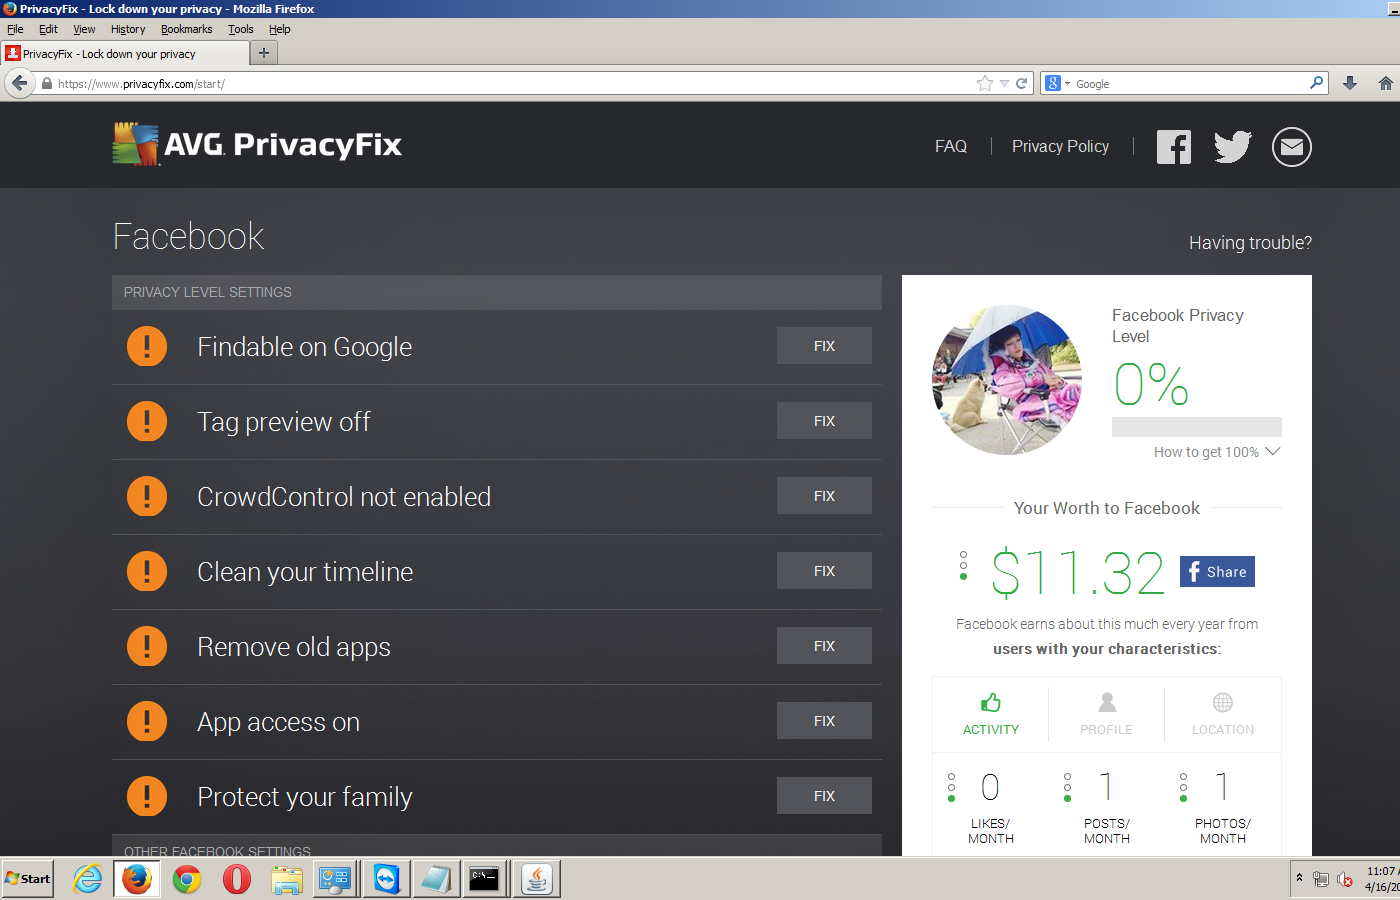 PrivacyFix - Lock down your privacy - Mozilla Firefox
File Edit View History Bookmarks Tools Help
PrivacyFix - Lock down your privacy
https://www.privacyfix.com/start/
Google
AVG PrivacyFix
FAQ
Privacy Policy
Facebook
Having trouble?
PRIVACY LEVEL SETTINGS
Findable on Google
FIX
Tag preview off
FIX
CrowdControl not enabled
FIX
Clean your timeline
FIX
Remove old apps
FIX
App access on
FIX
Protect your family
FIX
OTHER FACEBOOK SETTINGS
Facebook Privacy
Level
0%
How to get 100%
Your Worth to Facebook
$11.32
Share
Facebook earns about this much every year from
users with your characteristics:
ACTIVITY
PROFILE
LOCATION
0
LIKES/
MONTH
1
POSTS/
MONTH
1
PHOTOS/
MONTH
Start
C:\_
11:07 A
4/16/20